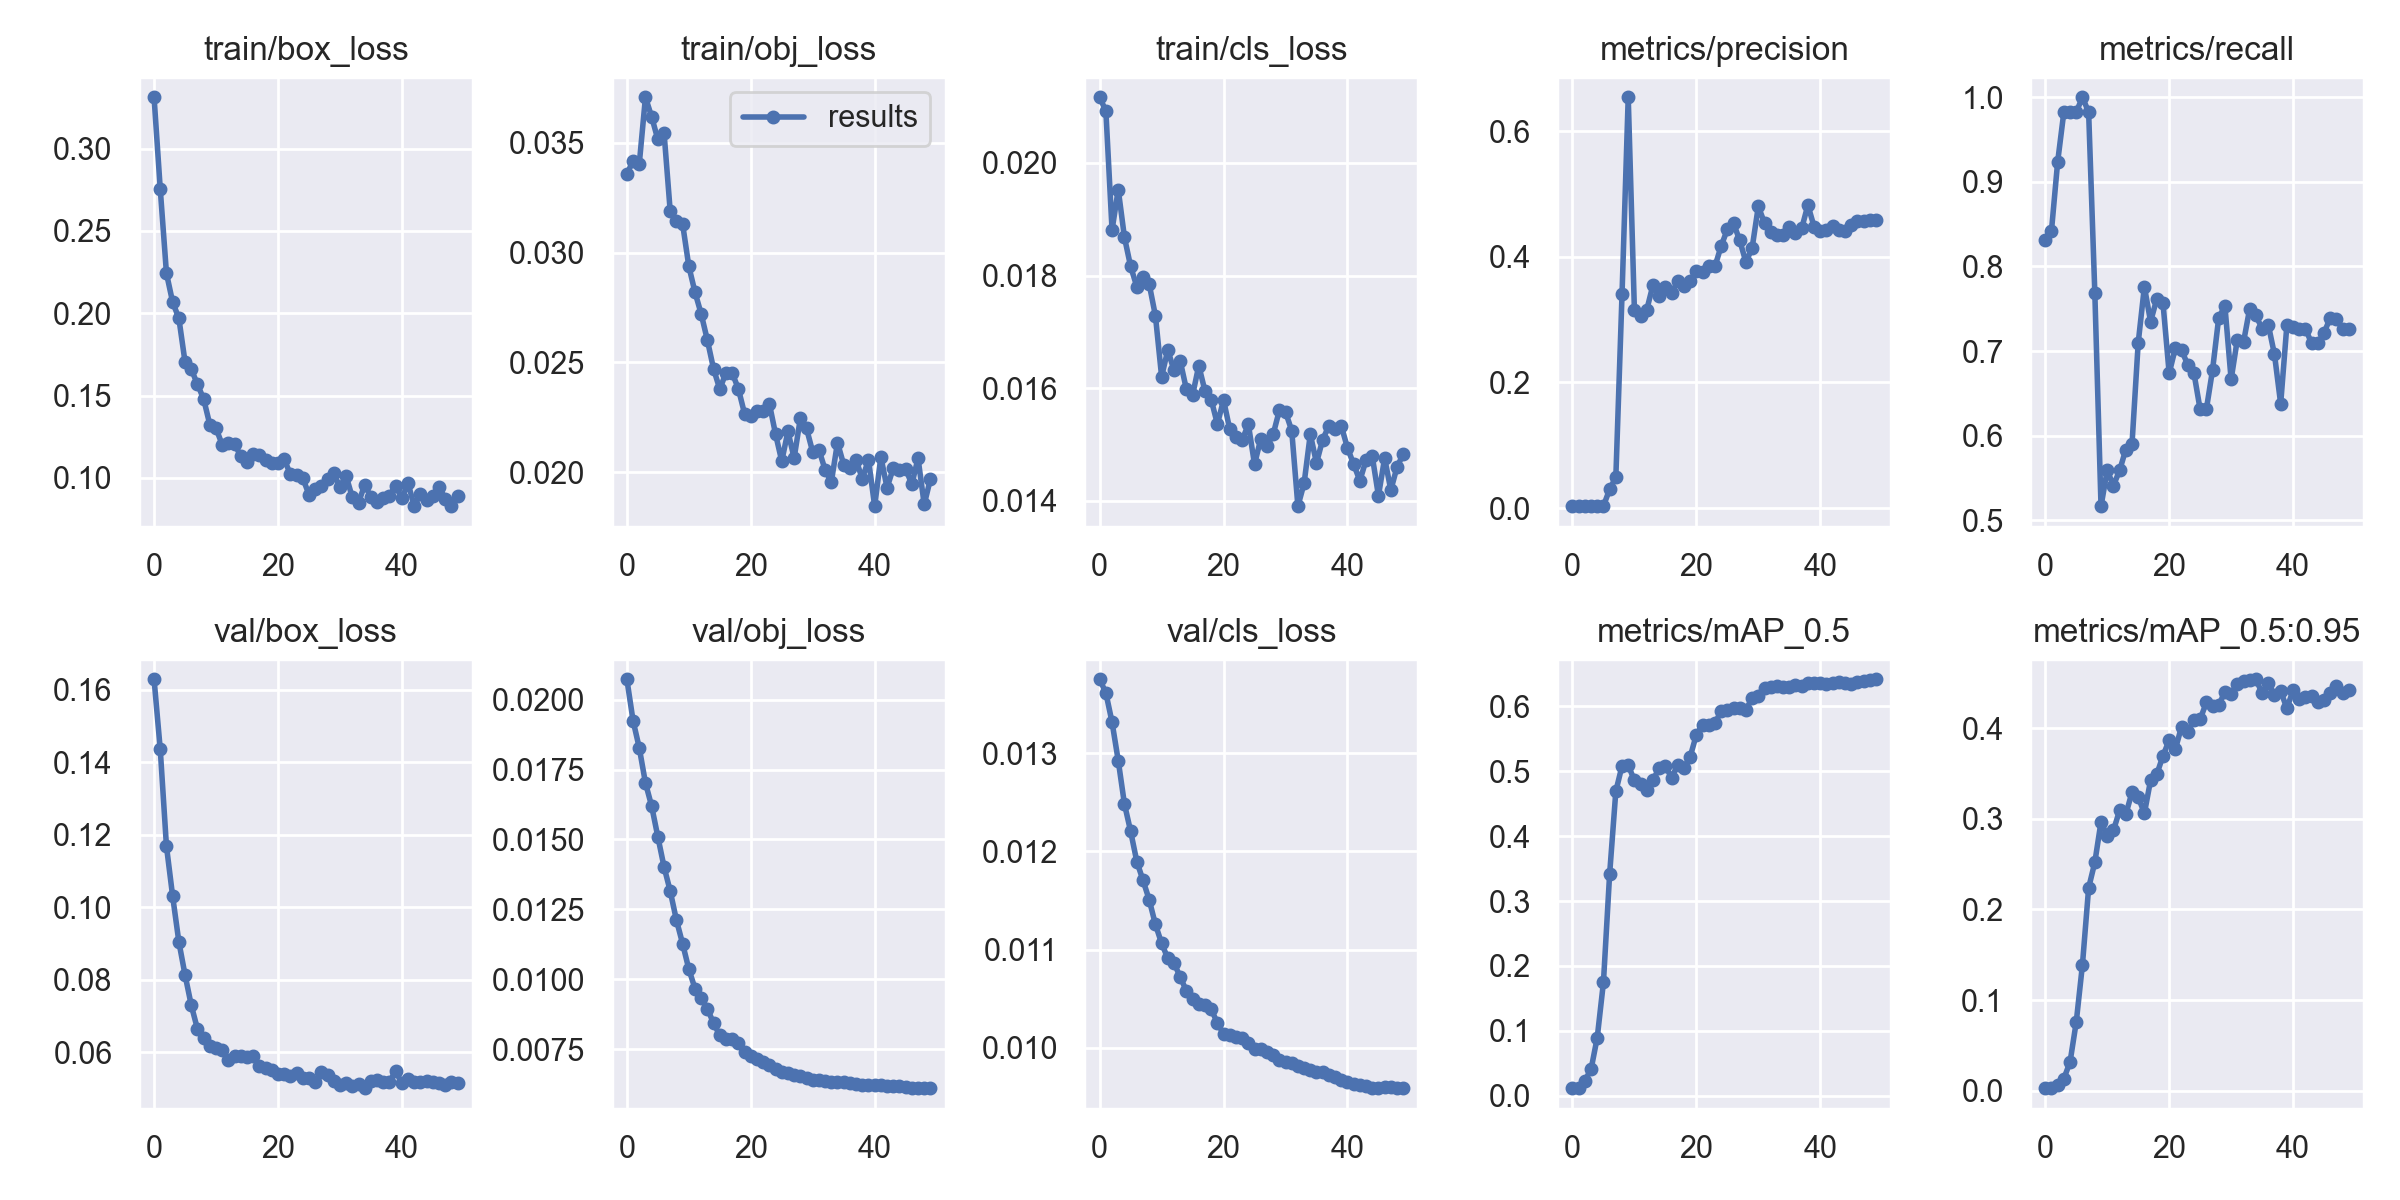 train/box_loss
train/obj_loss
train/cls_loss
metrics/precision
metrics/recall
results
0.30
0.25
0.20
0.15
0.10
0 20 40
0.035
0.030
0.025
0.020
0 20 40
0.020
0.018
0.016
0.014
0 20 40
0.6
0.4
0.2
0.0
0 20 40
1.0
0.9
0.8
0.7
0.6
0.5
0 20 40
val/box_loss
val/obj_loss
val/cls_loss
metrics/mAP_0.5
metrics/mAP_0.5:0.95
0.16
0.14
0.12
0.10
0.08
0.06
0 20 40
0.0200
0.0175
0.0150
0.0125
0.0100
0.0075
0 20 40
0.013
0.012
0.011
0.010
0 20 40
0.6
0.5
0.4
0.3
0.2
0.1
0.0
0 20 40
0.4
0.3
0.2
0.1
0.0
0 20 40